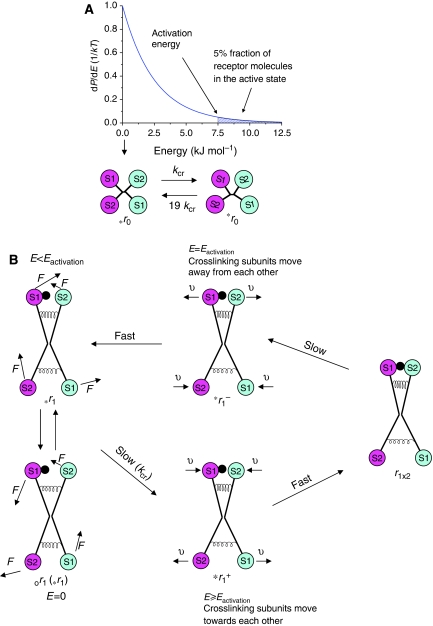 A
dP/dE (1/kT)
1.0
0.8
0.6
0.4
0.2
0.0
Activation
energy
5% fraction of
receptor molecules
in the active state
0.0 2.5 5.0 7.5 10.0 12.5
Energy (kJ mol⁻¹)
S1 S2 S1 S2
k_cr
19 k_cr
S2 S1 S2 S1
∘r₀ *r₀
B
E<E_activation
F F
S1 S2
F
S2 S1
F
∘r₁
E=E_activation
Crosslinking subunits move
away from each other
υ S1 S2 υ
υ S2 S1 υ
*r₁⁻
Fast
Slow
S1 S2
S2 S1
r₁ₓ₂
Slow (k_cr)
Fast
S1 S2 F
F
F
S2 S1
F
₀r₁ (∘r₁)
E=0
υ S1 S2 υ
υ S2 S1 υ
*r₁⁺
E⩾E_activation
Crosslinking subunits move
towards each other